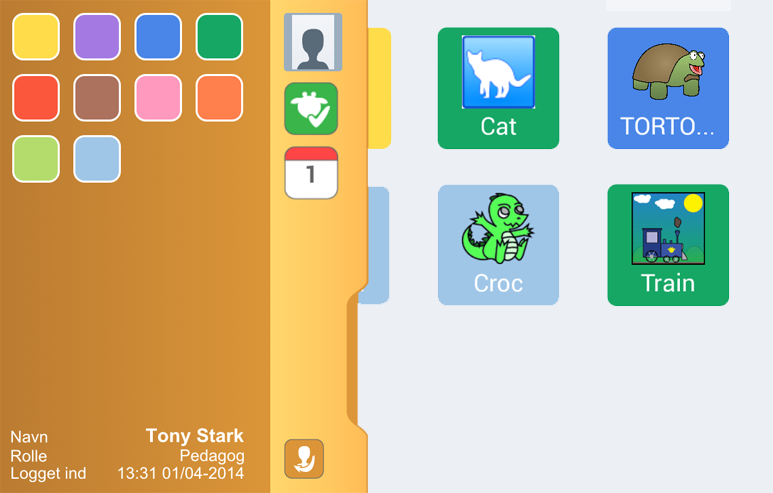 1
Cat
TORTO...
Croc
Train
Navn Tony Stark
Rolle Pedagog
Logget ind 13:31 01/04-2014